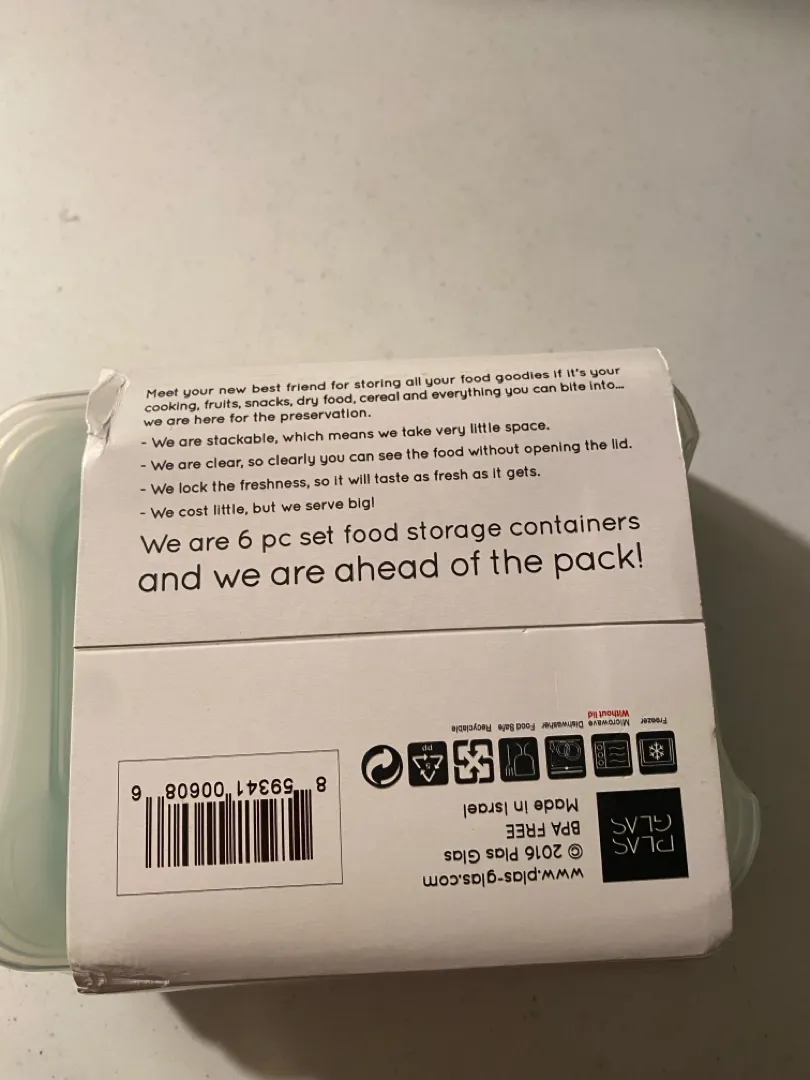 Meet your new best friend for storing all your food goodies if it's your
cooking, fruits, snacks, dry food, cereal and everything you can bite into...
we are here for the preservation.
- We are stackable, which means we take very little space.
- We are clear, so clearly you can see the food without opening the lid.
- We lock the freshness, so it will taste as fresh as it gets.
- We cost little, but we serve big!
We are 6 pc set food storage containers
and we are ahead of the pack!
PLAS
GLAS
www.plas-glas.com
© 2016 Plas Glas
BPA FREE
Made in Israel
Freezer
Microwave
Without lid
Dishwasher
Food Safe
Recyclable
5
PP
8 59341 00608 6